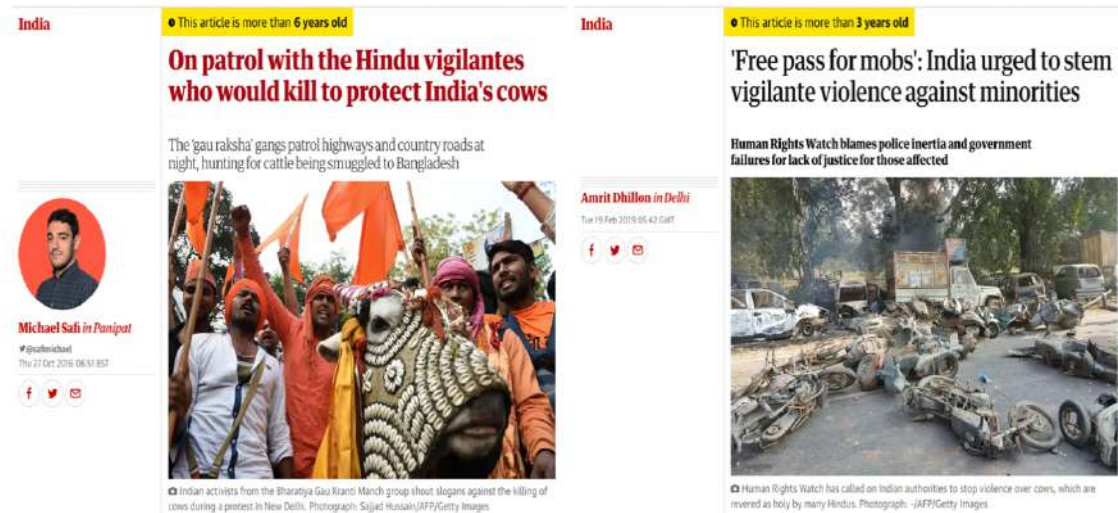 India
This article is more than 6 years old
On patrol with the Hindu vigilantes
who would kill to protect India's cows
The 'gau raksha' gangs patrol highways and country roads at
night, hunting for cattle being smuggled to Bangladesh
Michael Safi in Panipat
@safimichael
Thu 27 Oct 2016 06.51 BST
Indian activists from the Bharatiya Gau Kranti Manch group shout slogans against the killing of
cows during a protest in New Delhi. Photograph: Sajjad Hussain/AFP/Getty Images
India
This article is more than 3 years old
'Free pass for mobs': India urged to stem
vigilante violence against minorities
Human Rights Watch blames police inertia and government
failures for lack of justice for those affected
Amrit Dhillon in Delhi
Tue 19 Feb 2019 05.42 GMT
Human Rights Watch has called on Indian authorities to stop violence over cows, which are
revered as holy by many Hindus. Photograph: -/AFP/Getty Images